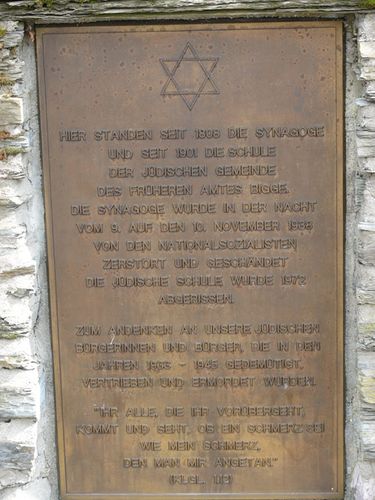 HIER STANDEN SEIT 1898 DIE SYNAGOGE
UND SEIT 1901 DIE SCHULE
DER JÜDISCHEN GEMEINDE
DES FRÜHEREN AMTES BIGGE.
DIE SYNAGOGE WURDE IN DER NACHT
VOM 9. AUF DEN 10. NOVEMBER 1938
VON DEN NATIONALSOZIALISTEN
ZERSTÖRT UND GESCHÄNDET
DIE JÜDISCHE SCHULE WURDE 1972
ABGERISSEN.
ZUM ANDENKEN AN UNSERE JÜDISCHEN
BÜRGERINNEN UND BÜRGER, DIE IN DEN
JAHREN 1933 - 1945 GEDEMÜTIGT,
VERTRIEBEN UND ERMORDET WURDEN.
"IHR ALLE, DIE IHR VORÜBERGEHT,
KOMMT UND SEHT, OB EIN SCHMERZ SEI
WIE MEIN SCHMERZ,
DEN MAN MIR ANGETAN."
(KLGL. 1,12)